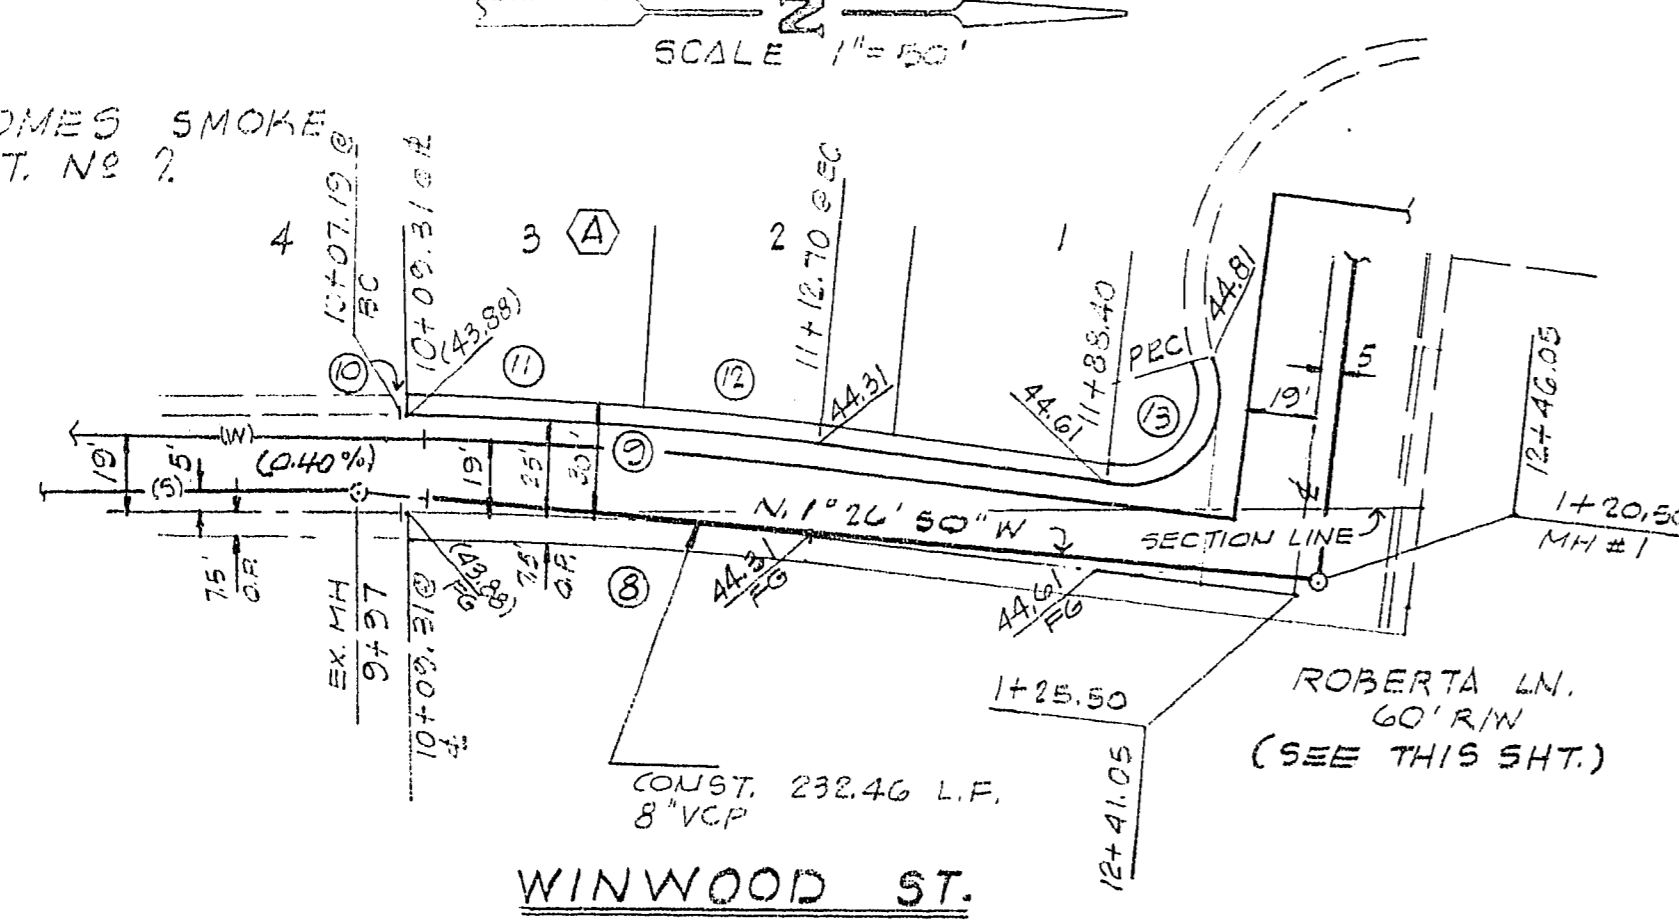 N
SCALE 1"=50'
OMES SMOKE
T. Nº 2
10+07.19 @
BC
10+09.31 @ PL
(43.88)
4
3
A
2
1
11+12.70 @ EC
44.31
11+88.40
44.61
PEC
44.81
10
11
12
13
9
8
(W)
(0.40%)
(S)
19'
5'
7.5'
O.P.
19'
25'
30'
7.5'
O.P.
19'
5
12+46.05
1+20.50
MH #1
N. 1° 26' 50" W
SECTION LINE
(43.88)
FG
44.31
FG
44.61
FG
EX. MH
9+97
10+09.31 @
1+25.50
12+41.05
ROBERTA LN.
60' R/W
(SEE THIS SHT.)
CONST. 232.46 L.F.
8" VCP
WINWOOD ST.